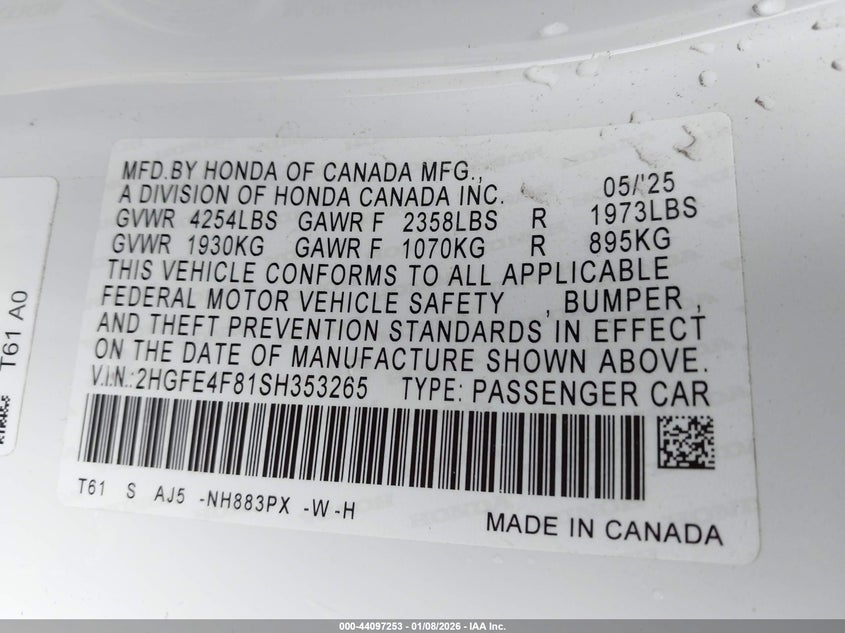 MFD.BY HONDA OF CANADA MFG.,
A DIVISION OF HONDA CANADA INC. 05/'25
GVWR 4254LBS GAWR F 2358LBS R 1973LBS
GVWR 1930KG GAWR F 1070KG R 895KG
THIS VEHICLE CONFORMS TO ALL APPLICABLE
FEDERAL MOTOR VEHICLE SAFETY , BUMPER ,
AND THEFT PREVENTION STANDARDS IN EFFECT
ON THE DATE OF MANUFACTURE SHOWN ABOVE.
V.I.N.:2HGFE4F81SH353265 TYPE: PASSENGER CAR
T61 S AJ5 -NH883PX -W -H
MADE IN CANADA
T61 A0
000-44097253 - 01/08/2026 - IAA Inc.